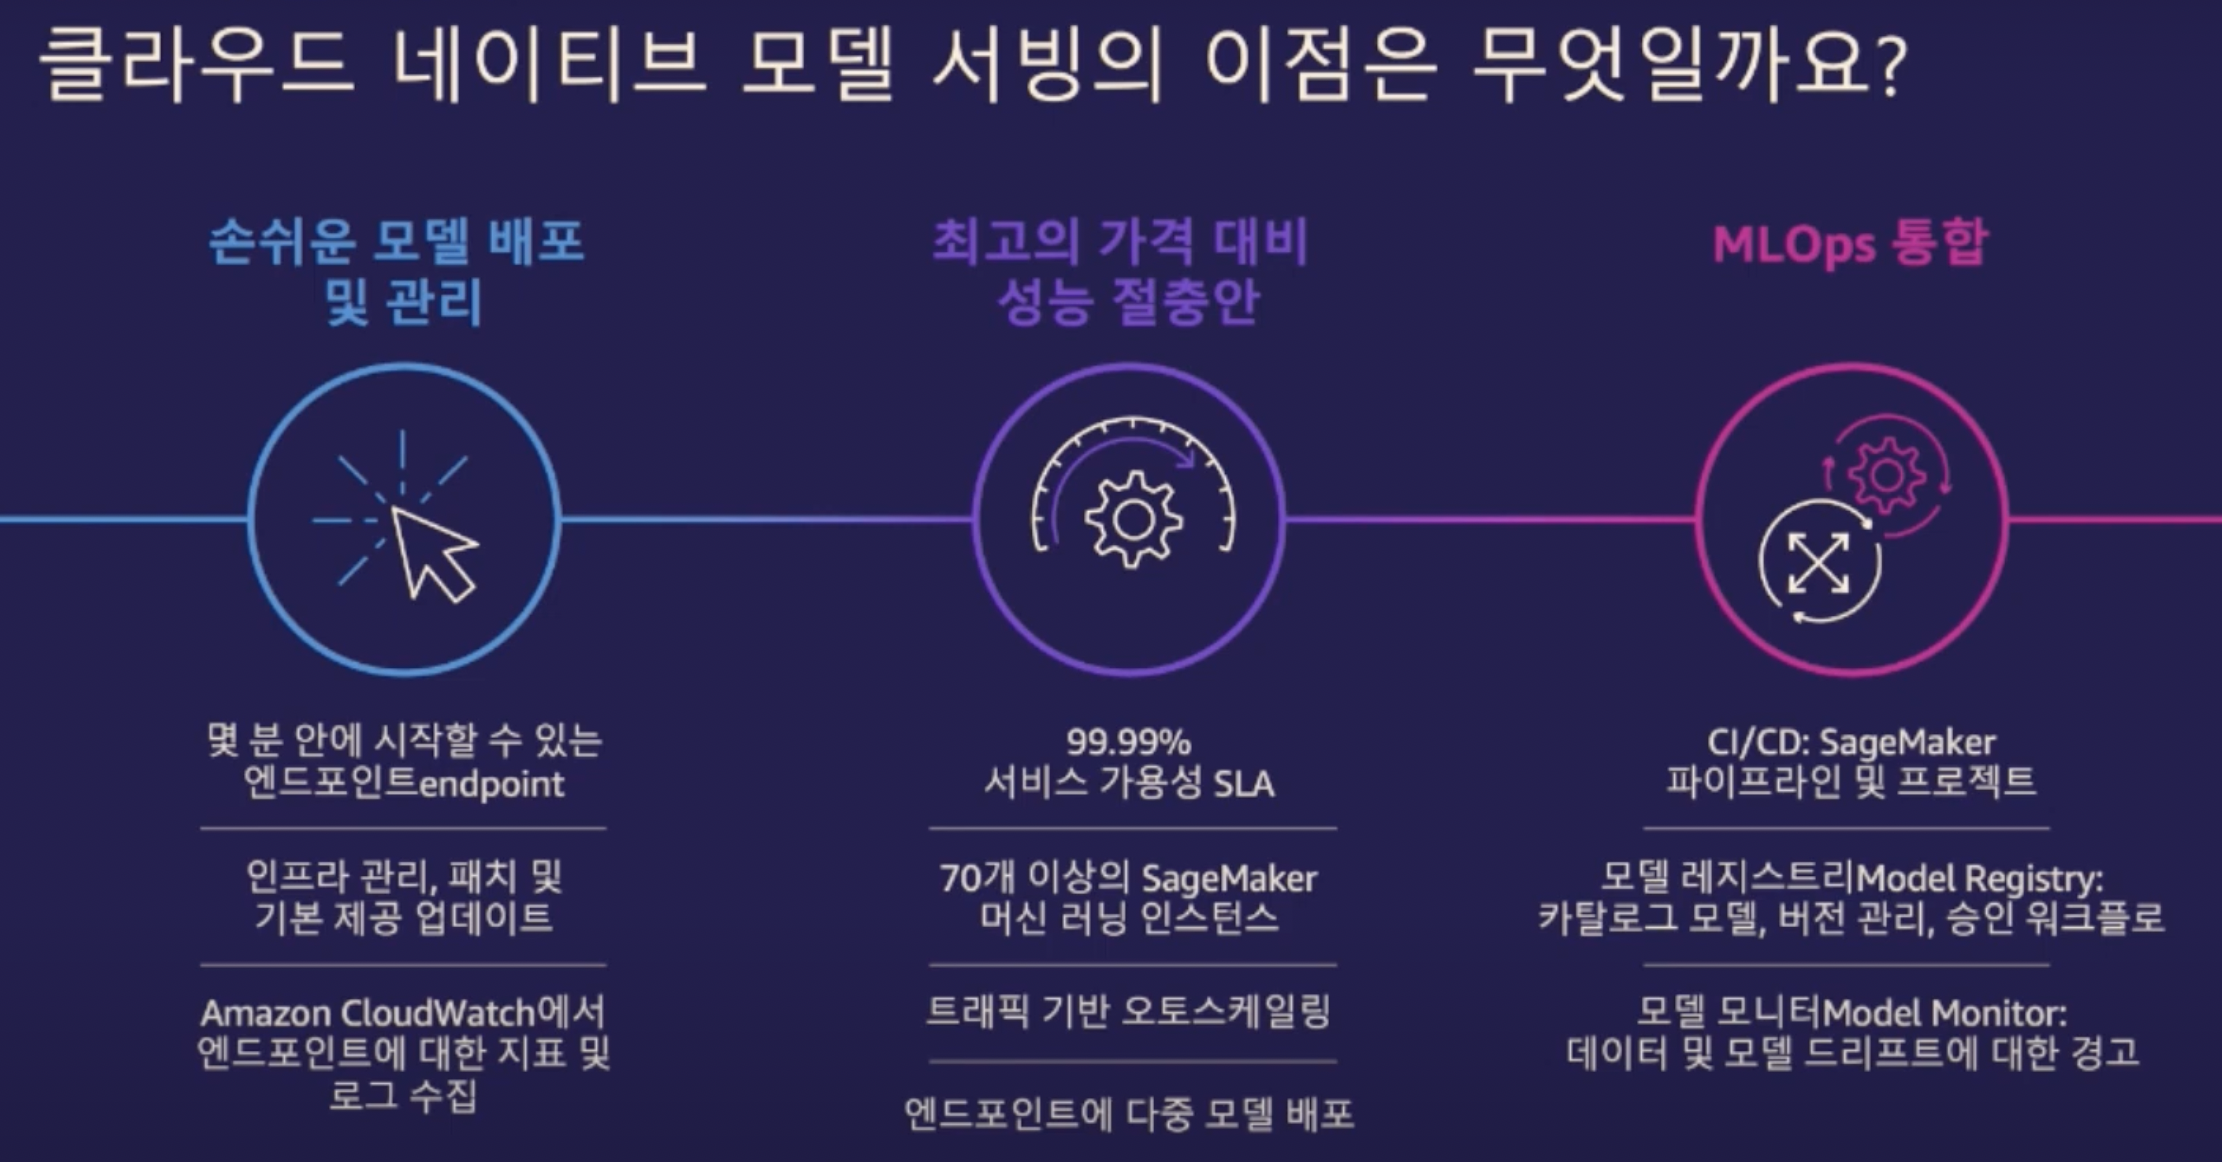 클라우드 네이티브 모델 서빙의 이점은 무엇일까요?
손쉬운 모델 배포
및 관리
몇 분 안에 시작할 수 있는
엔드포인트endpoint
인프라 관리, 패치 및
기본 제공 업데이트
Amazon CloudWatch에서
엔드포인트에 대한 지표 및
로그 수집
최고의 가격 대비
성능 절충안
99.99%
서비스 가용성 SLA
70개 이상의 SageMaker
머신 러닝 인스턴스
트래픽 기반 오토스케일링
엔드포인트에 다중 모델 배포
MLOps 통합
CI/CD: SageMaker
파이프라인 및 프로젝트
모델 레지스트리Model Registry:
카탈로그 모델, 버전 관리, 승인 워크플로
모델 모니터Model Monitor:
데이터 및 모델 드리프트에 대한 경고